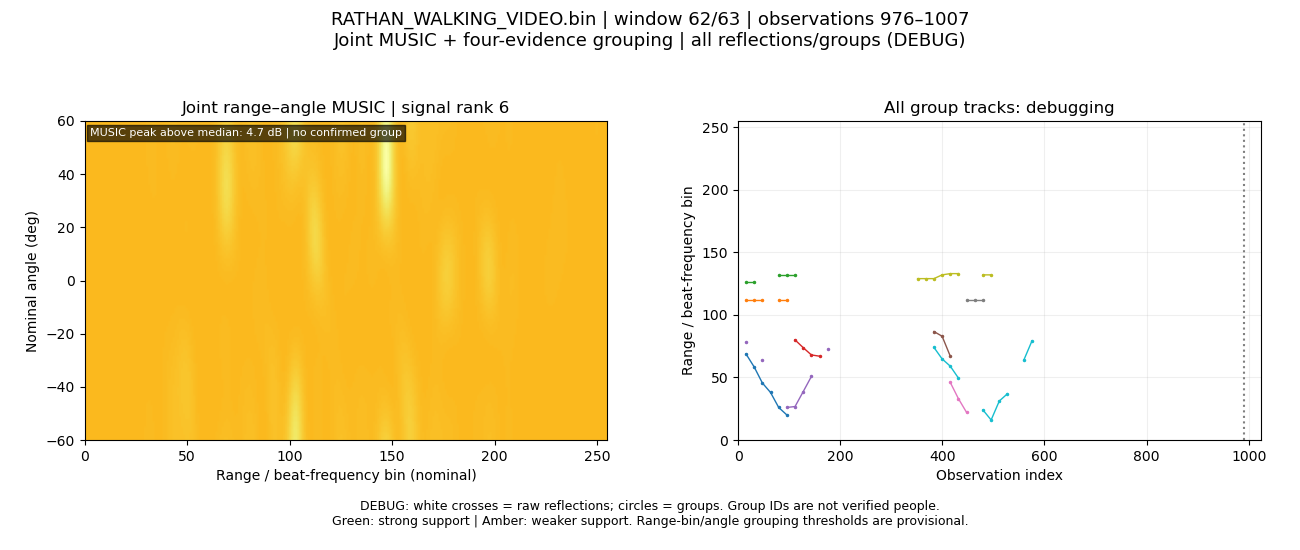 RATHAN_WALKING_VIDEO.bin | window 62/63 | observations 976–1007
Joint MUSIC + four-evidence grouping | all reflections/groups (DEBUG)
Joint range–angle MUSIC | signal rank 6
MUSIC peak above median: 4.7 dB | no confirmed group
Nominal angle (deg)
60
40
20
0
−20
−40
−60
0 50 100 150 200 250
Range / beat-frequency bin (nominal)
All group tracks: debugging
Range / beat-frequency bin
250
200
150
100
50
0
0 200 400 600 800 1000
Observation index
DEBUG: white crosses = raw reflections; circles = groups. Group IDs are not verified people.
Green: strong support | Amber: weaker support. Range-bin/angle grouping thresholds are provisional.